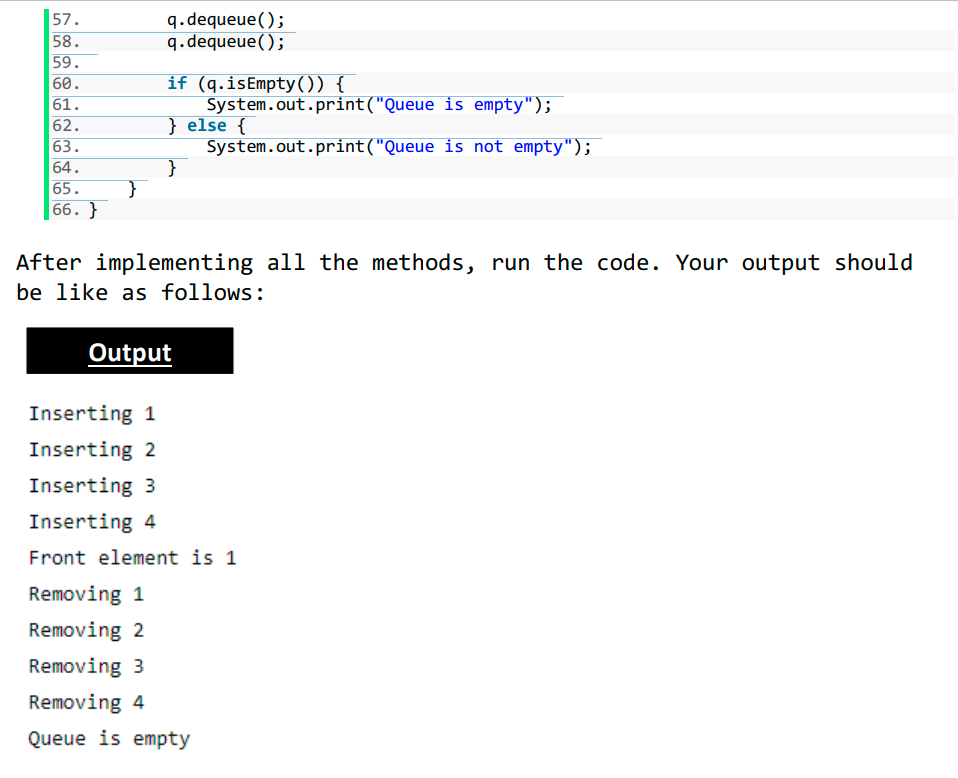 57.         q.dequeue();
58.         q.dequeue();
59.
60.         if (q.isEmpty()) {
61.             System.out.print("Queue is empty");
62.         } else {
63.             System.out.print("Queue is not empty");
64.         }
65.     }
66. }
After implementing all the methods, run the code. Your output should
be like as follows:
Output
Inserting 1
Inserting 2
Inserting 3
Inserting 4
Front element is 1
Removing 1
Removing 2
Removing 3
Removing 4
Queue is empty